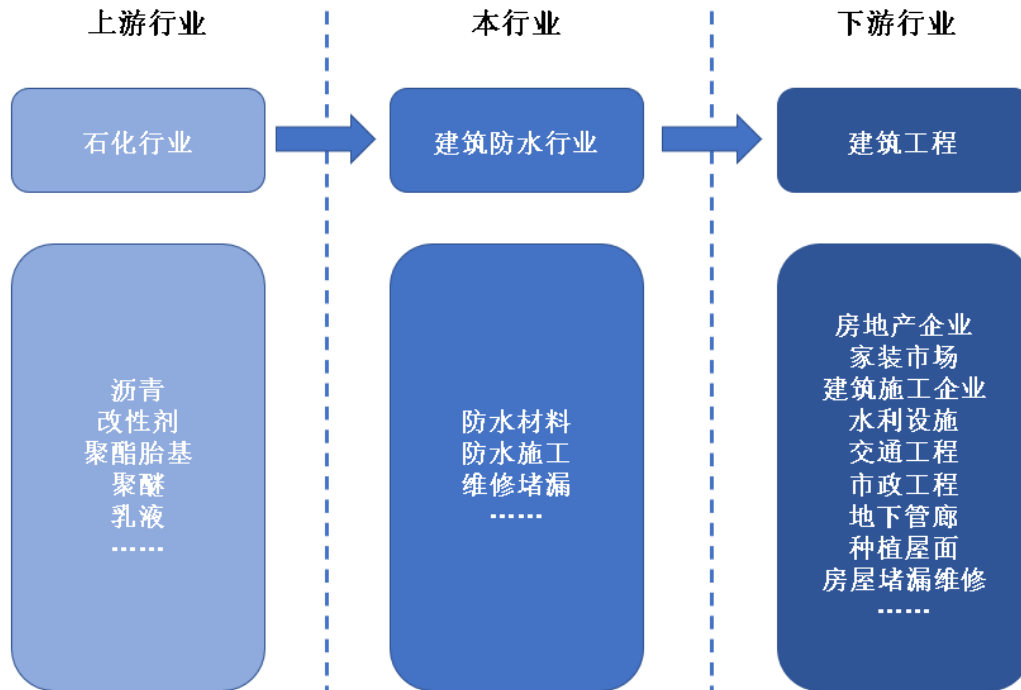 上游行业
本行业
下游行业
石化行业
建筑防水行业
建筑工程
沥青
改性剂
聚酯胎基
聚醚
乳液
······
防水材料
防水施工
维修堵漏
······
房地产企业
家装市场
建筑施工企业
水利设施
交通工程
市政工程
地下管廊
种植屋面
房屋堵漏维修
······